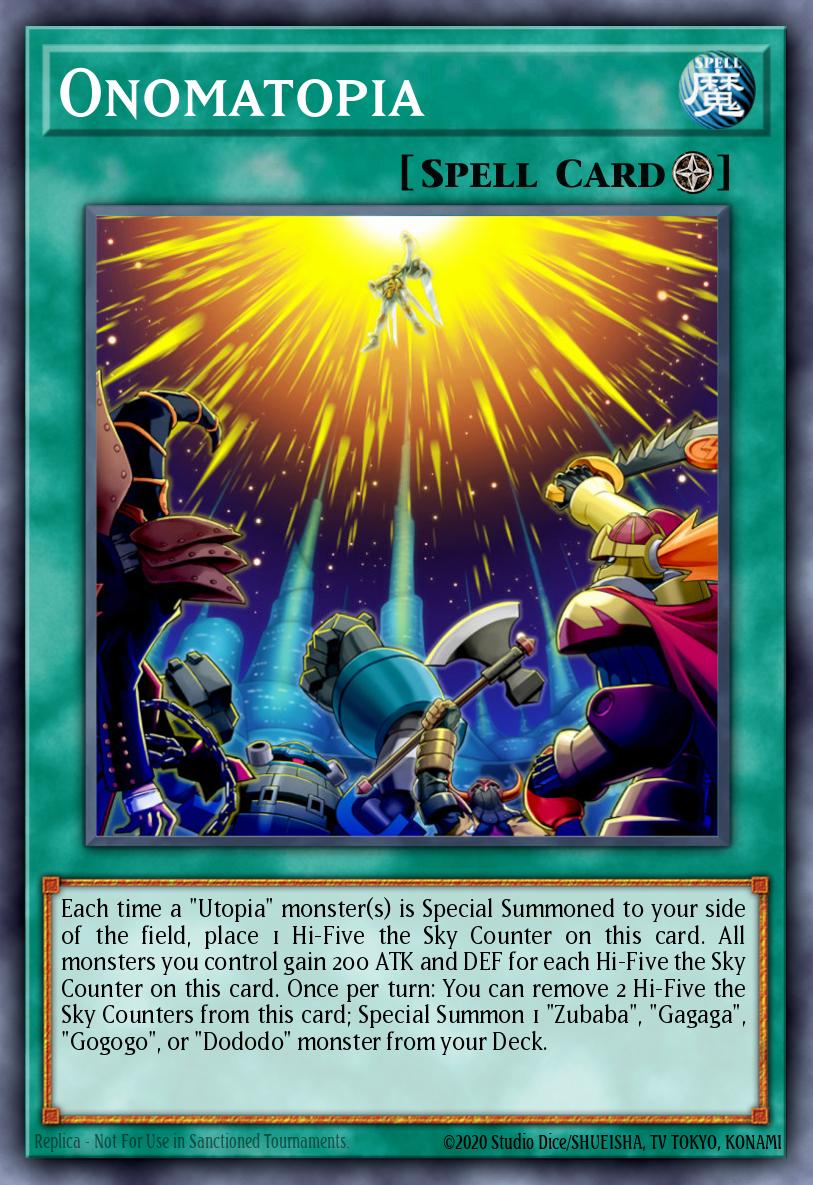 Onomatopia
SPELL
魔
[Spell Card]
Each time a "Utopia" monster(s) is Special Summoned to your side
of the field, place 1 Hi-Five the Sky Counter on this card. All
monsters you control gain 200 ATK and DEF for each Hi-Five the Sky
Counter on this card. Once per turn: You can remove 2 Hi-Five the
Sky Counters from this card; Special Summon 1 "Zubaba", "Gagaga",
"Gogogo", or "Dododo" monster from your Deck.
Replica - Not For Use in Sanctioned Tournaments.
©2020 Studio Dice/SHUEISHA, TV TOKYO, KONAMI